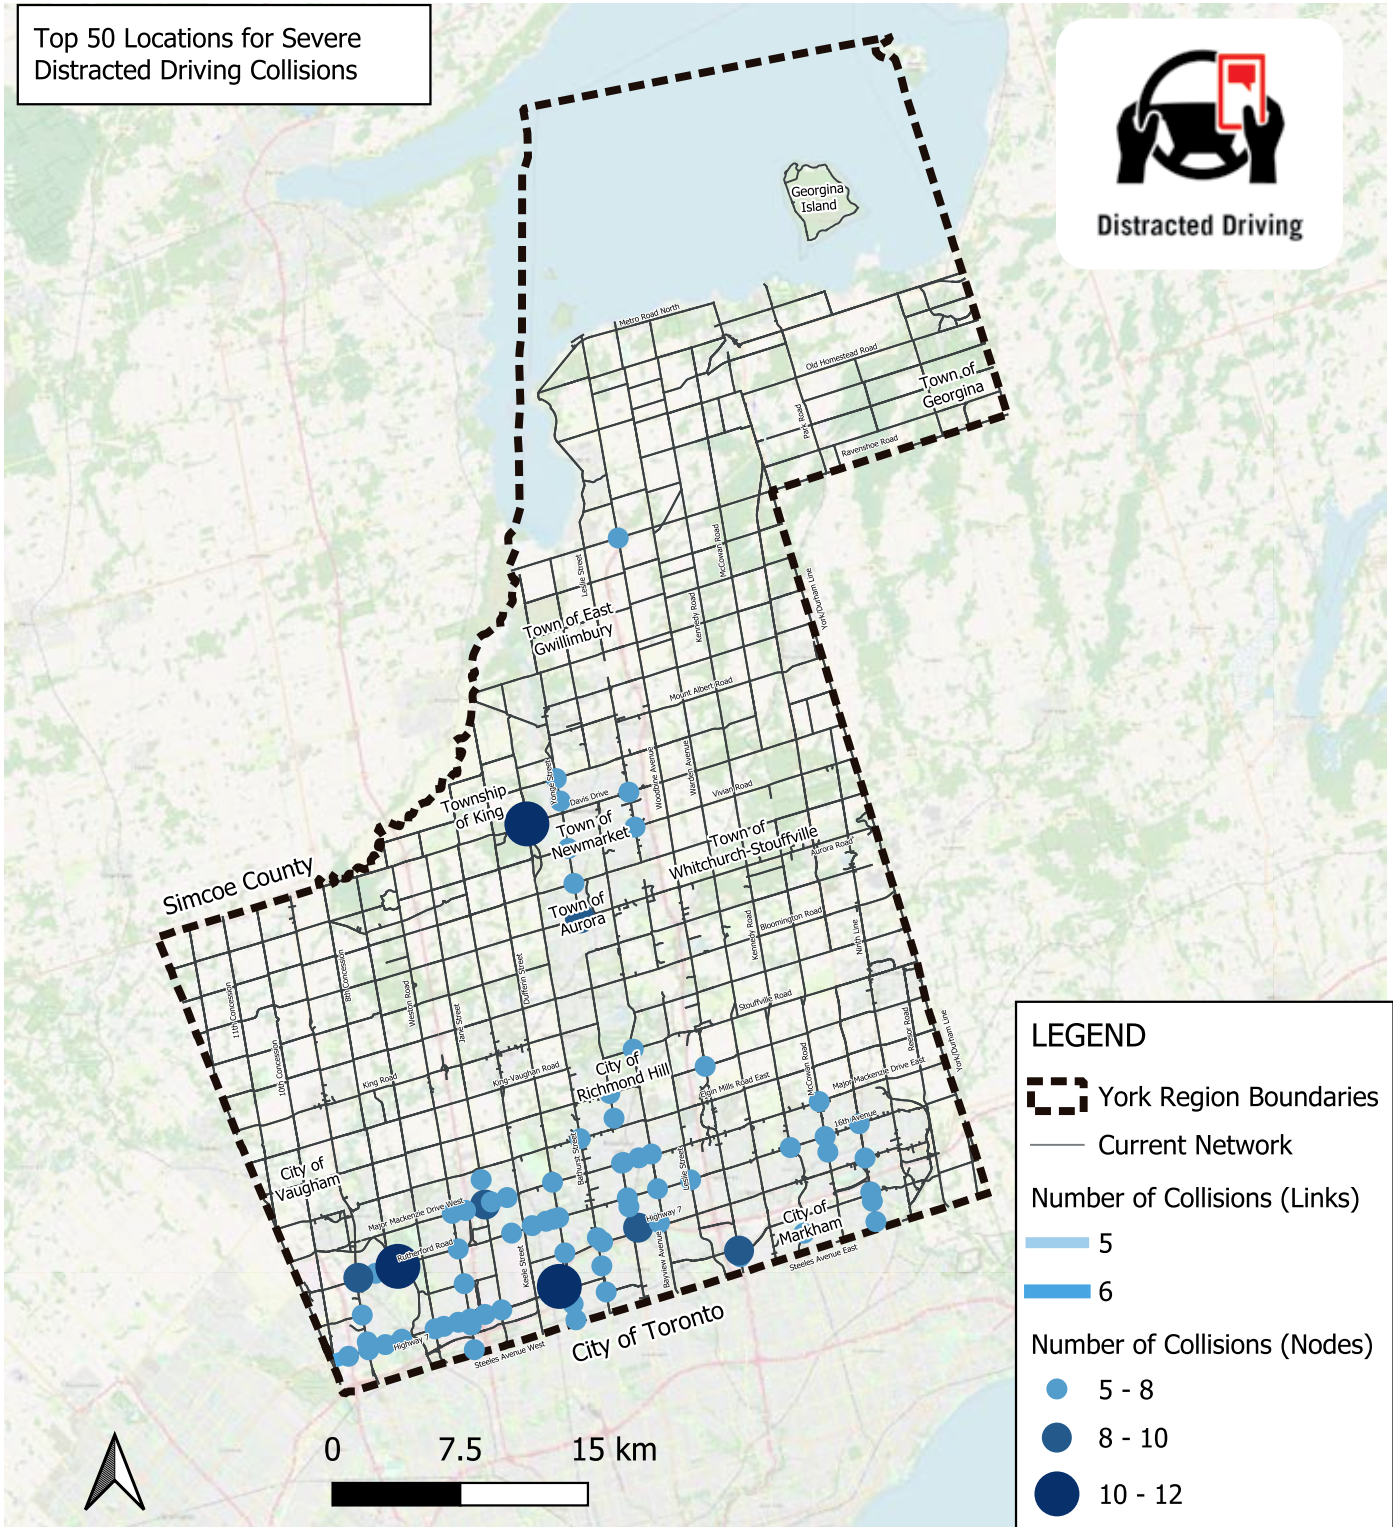 Top 50 Locations for Severe
Distracted Driving Collisions
Distracted Driving
Georgina
Island
Metro Road North
Old Homestead Road
Town of
Georgina
Park Road
Ravenshoe Road
McCowan Road
Leslie Street
York/Durham Line
Kennedy Road
Town of East
Gwillimbury
Mount Albert Road
Woodbine Avenue
Warden Avenue
Yonge Street
Vivian Road
Davis Drive
Township
of King
Town of
Newmarket
Town of
Whitchurch-Stouffville
Aurora Road
Simcoe County
Town of
Aurora
Kennedy Road
Bloomington Road
Ninth Line
8th Concession
11th Concession
Weston Road
Dufferin Street
Jane Street
Stouffville Road
Reesor Road
York/Durham Line
10th Concession
King Road
King-Vaughan Road
City of
Richmond Hill
Elgin Mills Road East
McCowan Road
Major Mackenzie Drive East
16th Avenue
Bathurst Street
Leslie Street
City of
Vaugham
Major Mackenzie Drive West
Rutherford Road
Highway 7
City of
Markham
Keele Street
Bayview Avenue
Steeles Avenue East
Highway 7
Steeles Avenue West
City of Toronto
0 7.5 15 km
LEGEND
York Region Boundaries
Current Network
Number of Collisions (Links)
5
6
Number of Collisions (Nodes)
5 - 8
8 - 10
10 - 12